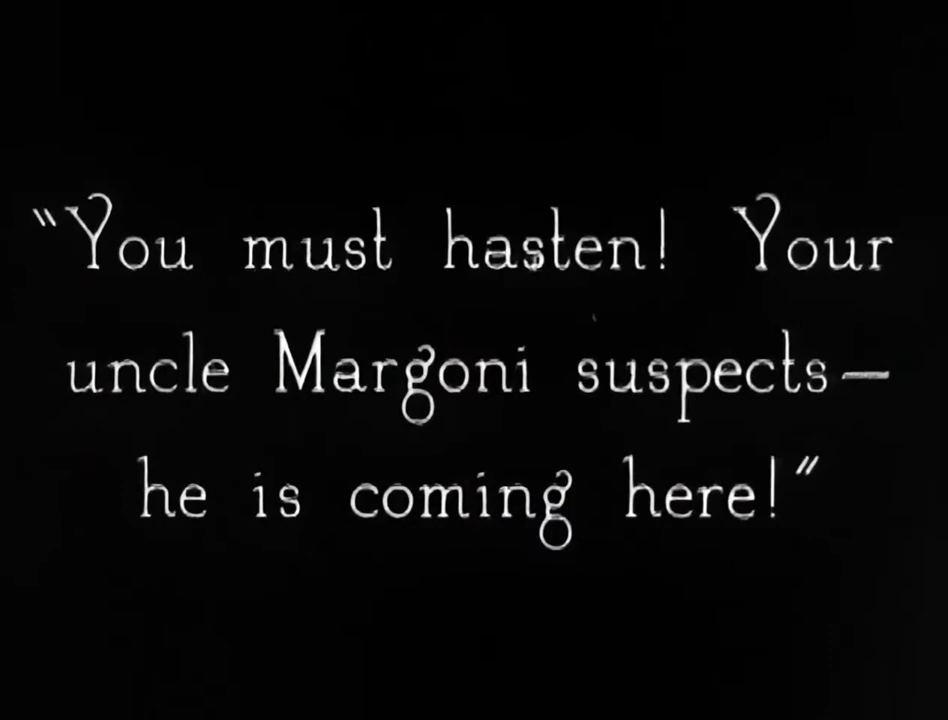 “You must hasten! Your
uncle Margoni suspects—
he is coming here!”